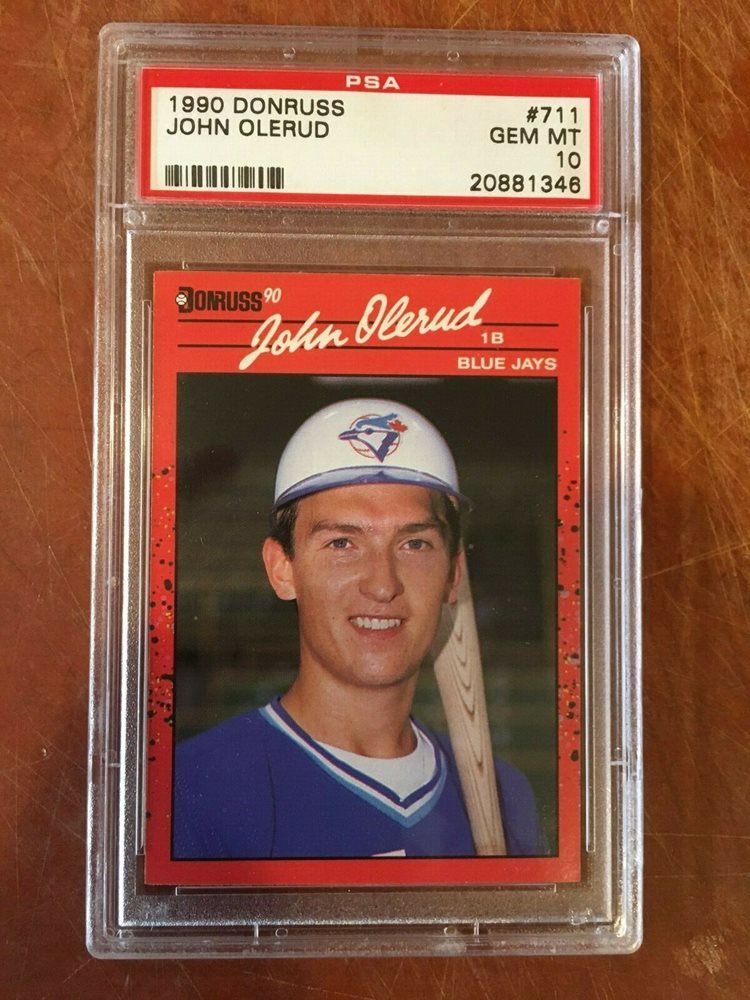 PSA
1990 DONRUSS
JOHN OLERUD
#711
GEM MT
10
20881346
DONRUSS 90
John Olerud
1B
BLUE JAYS